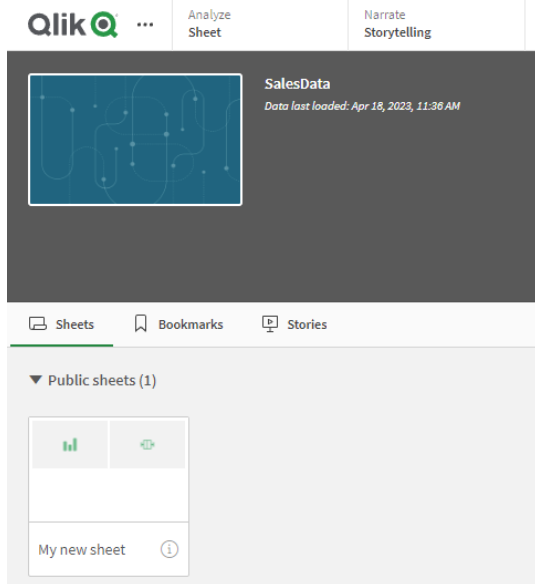 Qlik
Analyze
Sheet
Narrate
Storytelling
SalesData
Data last loaded: Apr 18, 2023, 11:36 AM
Sheets
Bookmarks
Stories
Public sheets (1)
My new sheet